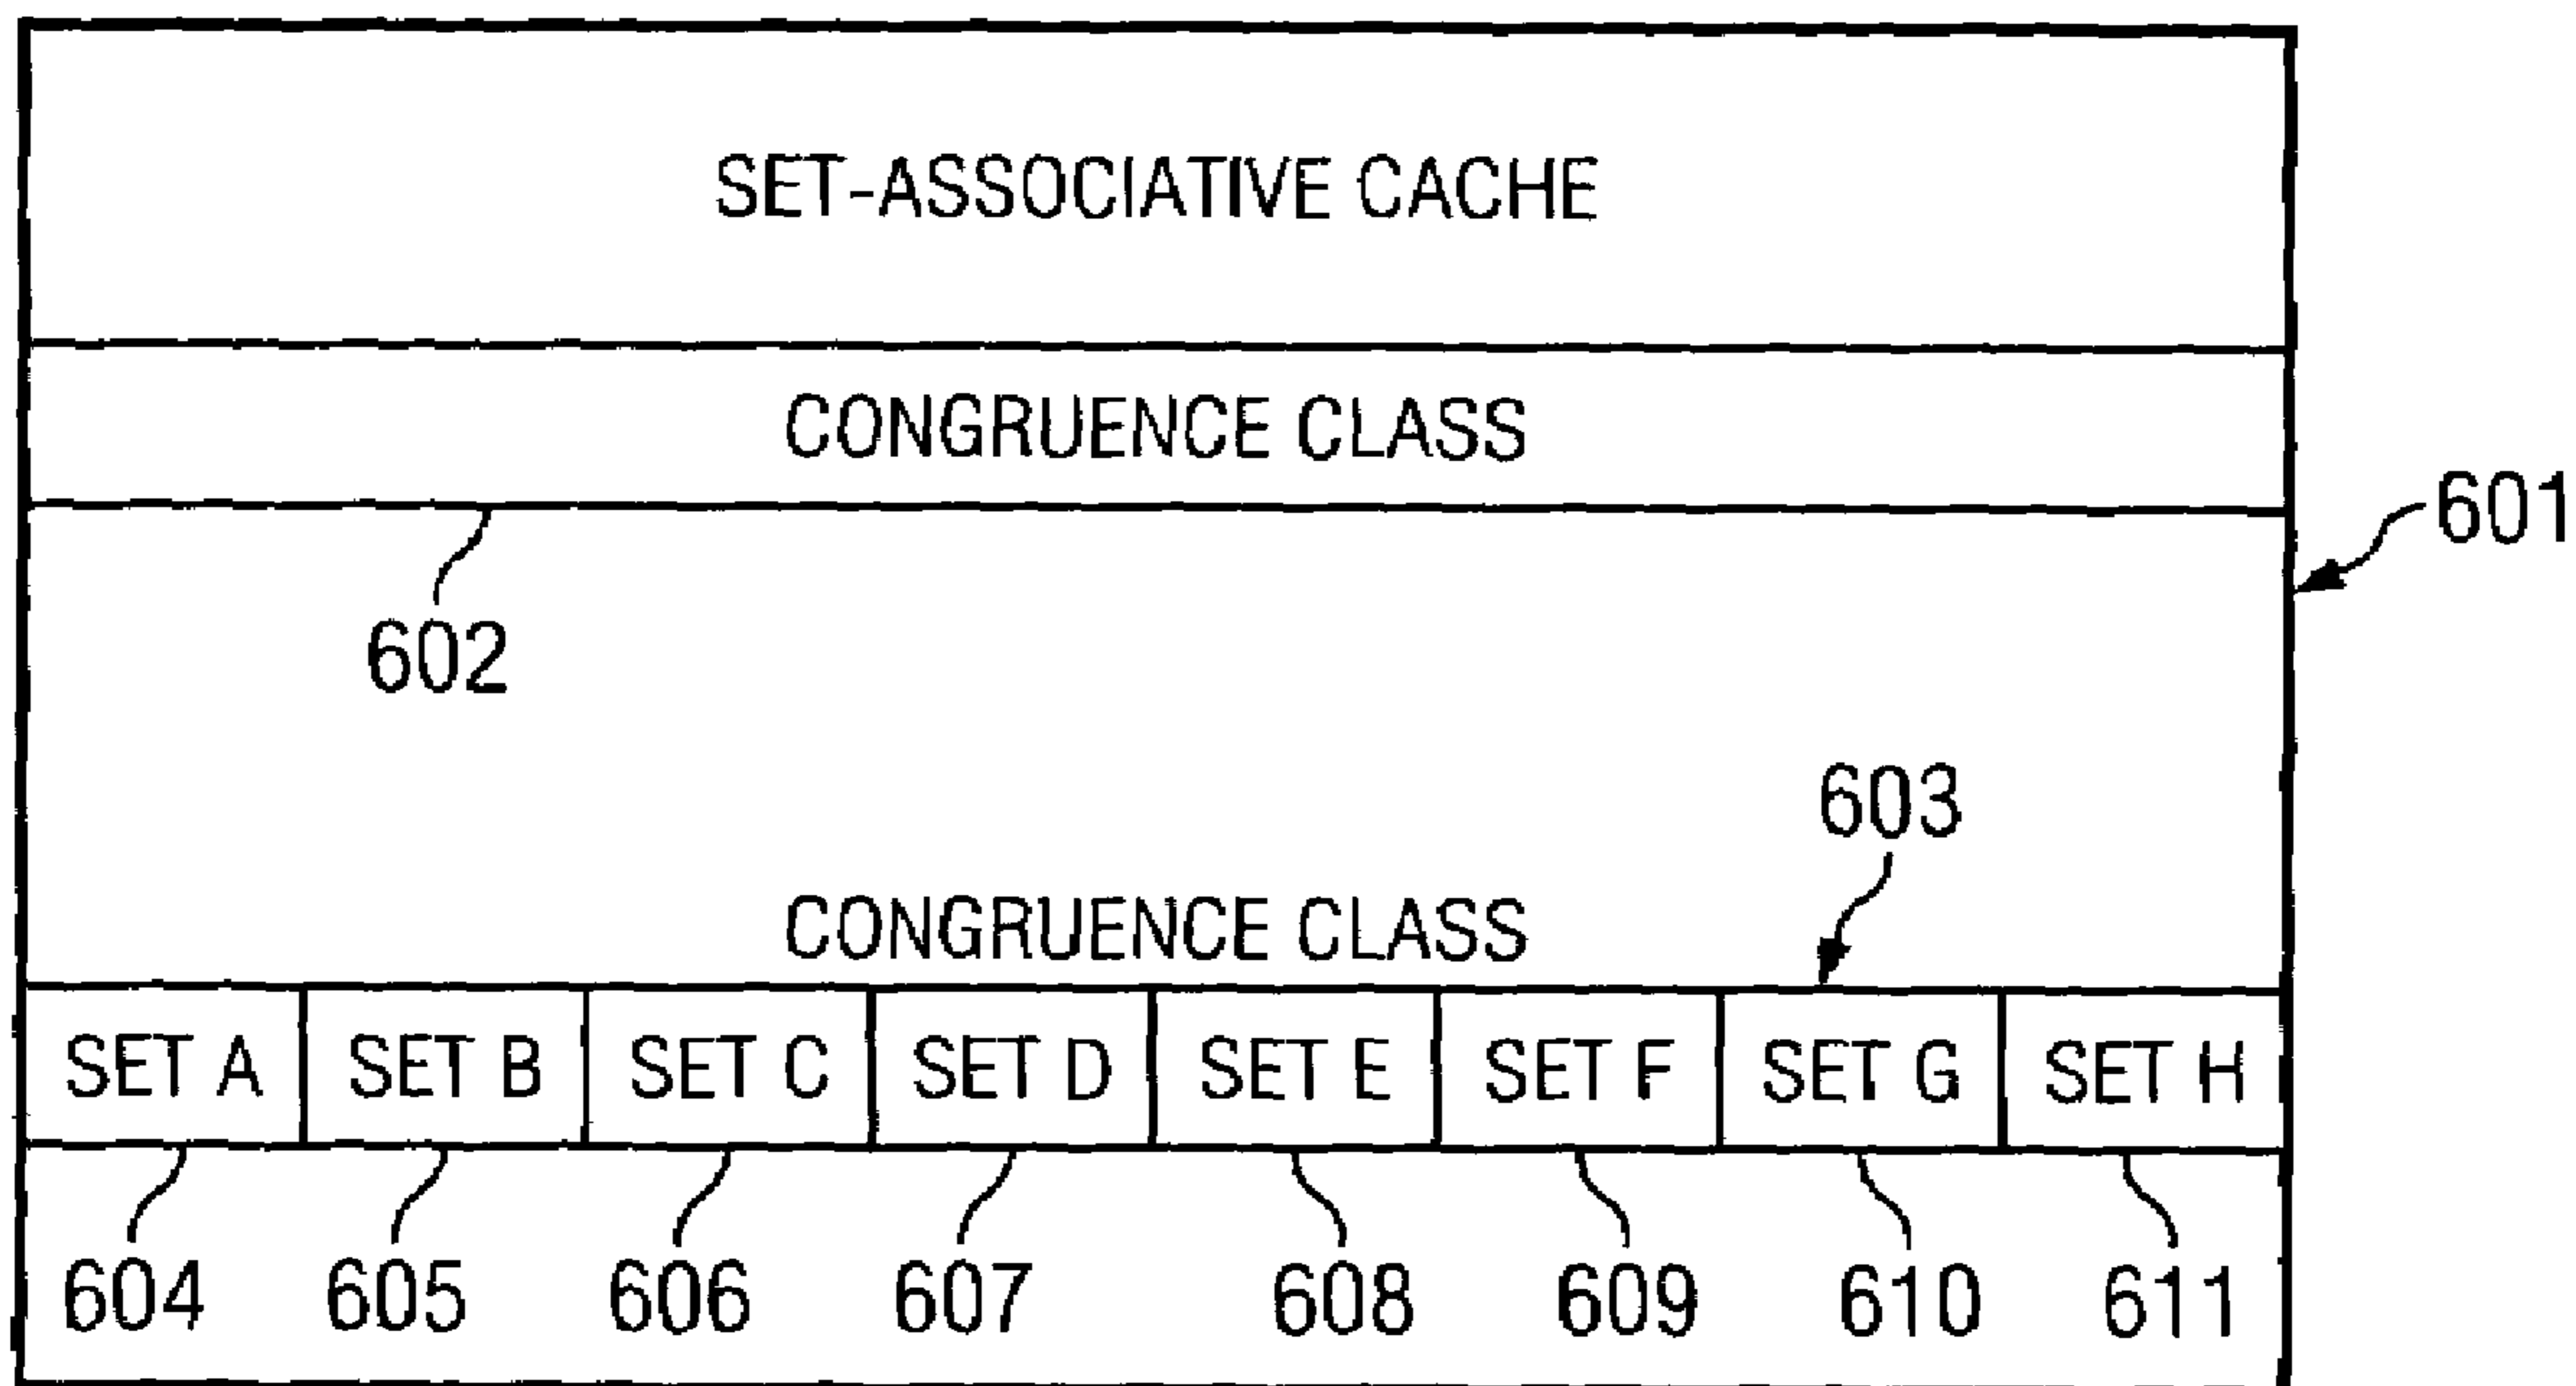 SET-ASSOCIATIVE CACHE
CONGRUENCE CLASS
601
602
603
CONGRUENCE CLASS
SET A SET B SET C SET D SET E SET F SET G SET H
604 605 606 607 608 609 610 611